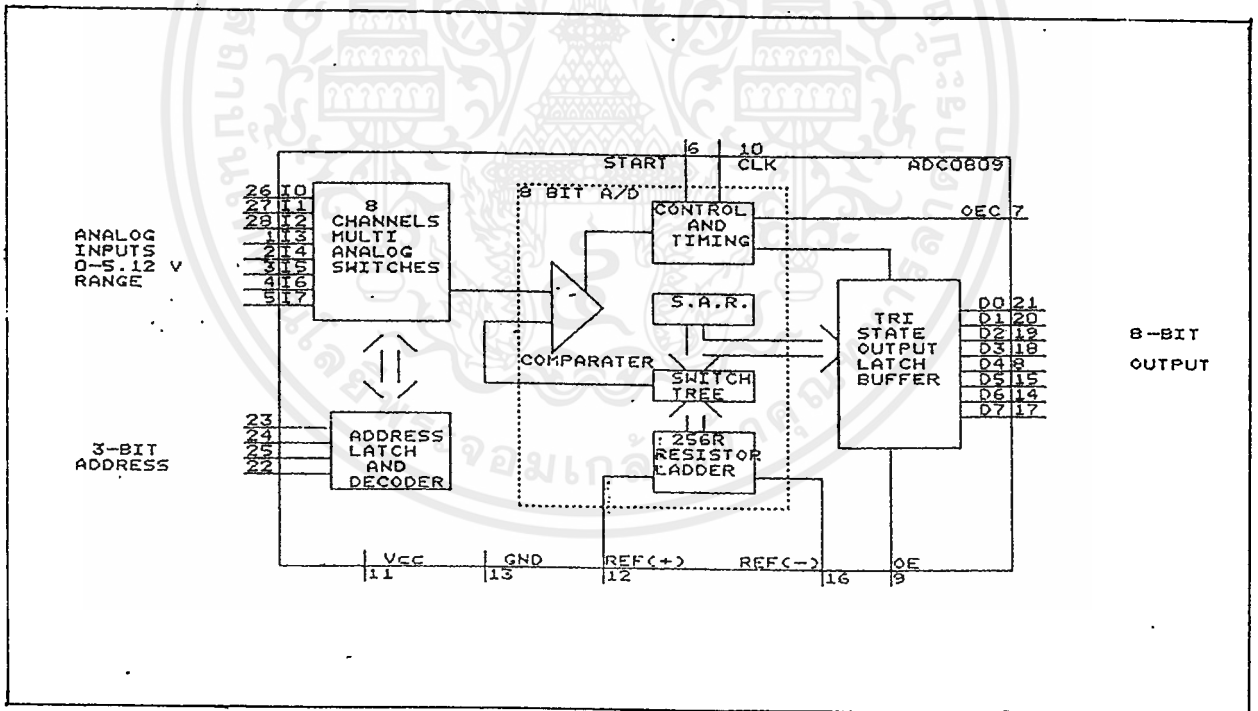 6 10
START CLK ADC0809
26 I0
27 I1
28 I2
1 I3
2 I4
3 I5
4 I6
5 I7
ANALOG
INPUTS
0-5.12 V
RANGE
8
CHANNELS
MULTI
ANALOG
SWITCHES
8 BIT A/D
CONTROL
AND
TIMING
OEC 7
S.A.R.
COMPARATER
SWITCH
TREE
256R
RESISTOR
LADDER
TRI
STATE
OUTPUT
LATCH
BUFFER
D0 21
D1 20
D2 19
D3 18
D4 8
D5 15
D6 14
D7 17
8-BIT
OUTPUT
3-BIT
ADDRESS
23
24
25
22
ADDRESS
LATCH
AND
DECODER
Vcc GND REF(+) REF(-) OE
11 13 12 16 9